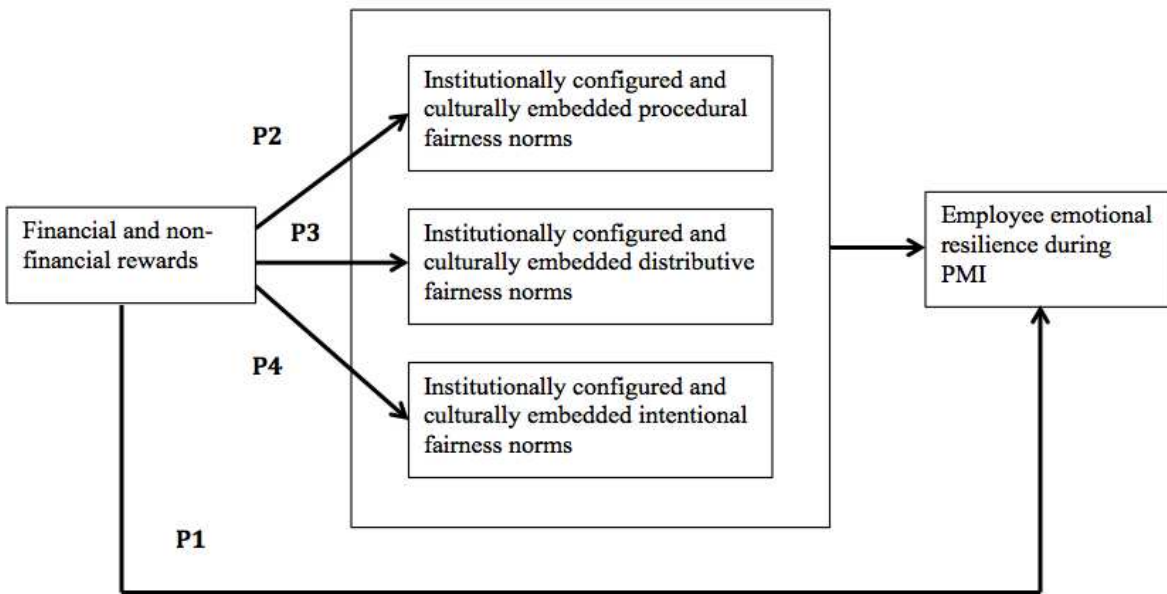 Institutionally configured and
culturally embedded procedural
fairness norms
P2
Financial and non-
financial rewards
P3
Institutionally configured and
culturally embedded distributive
fairness norms
Employee emotional
resilience during
PMI
P4
Institutionally configured and
culturally embedded intentional
fairness norms
P1